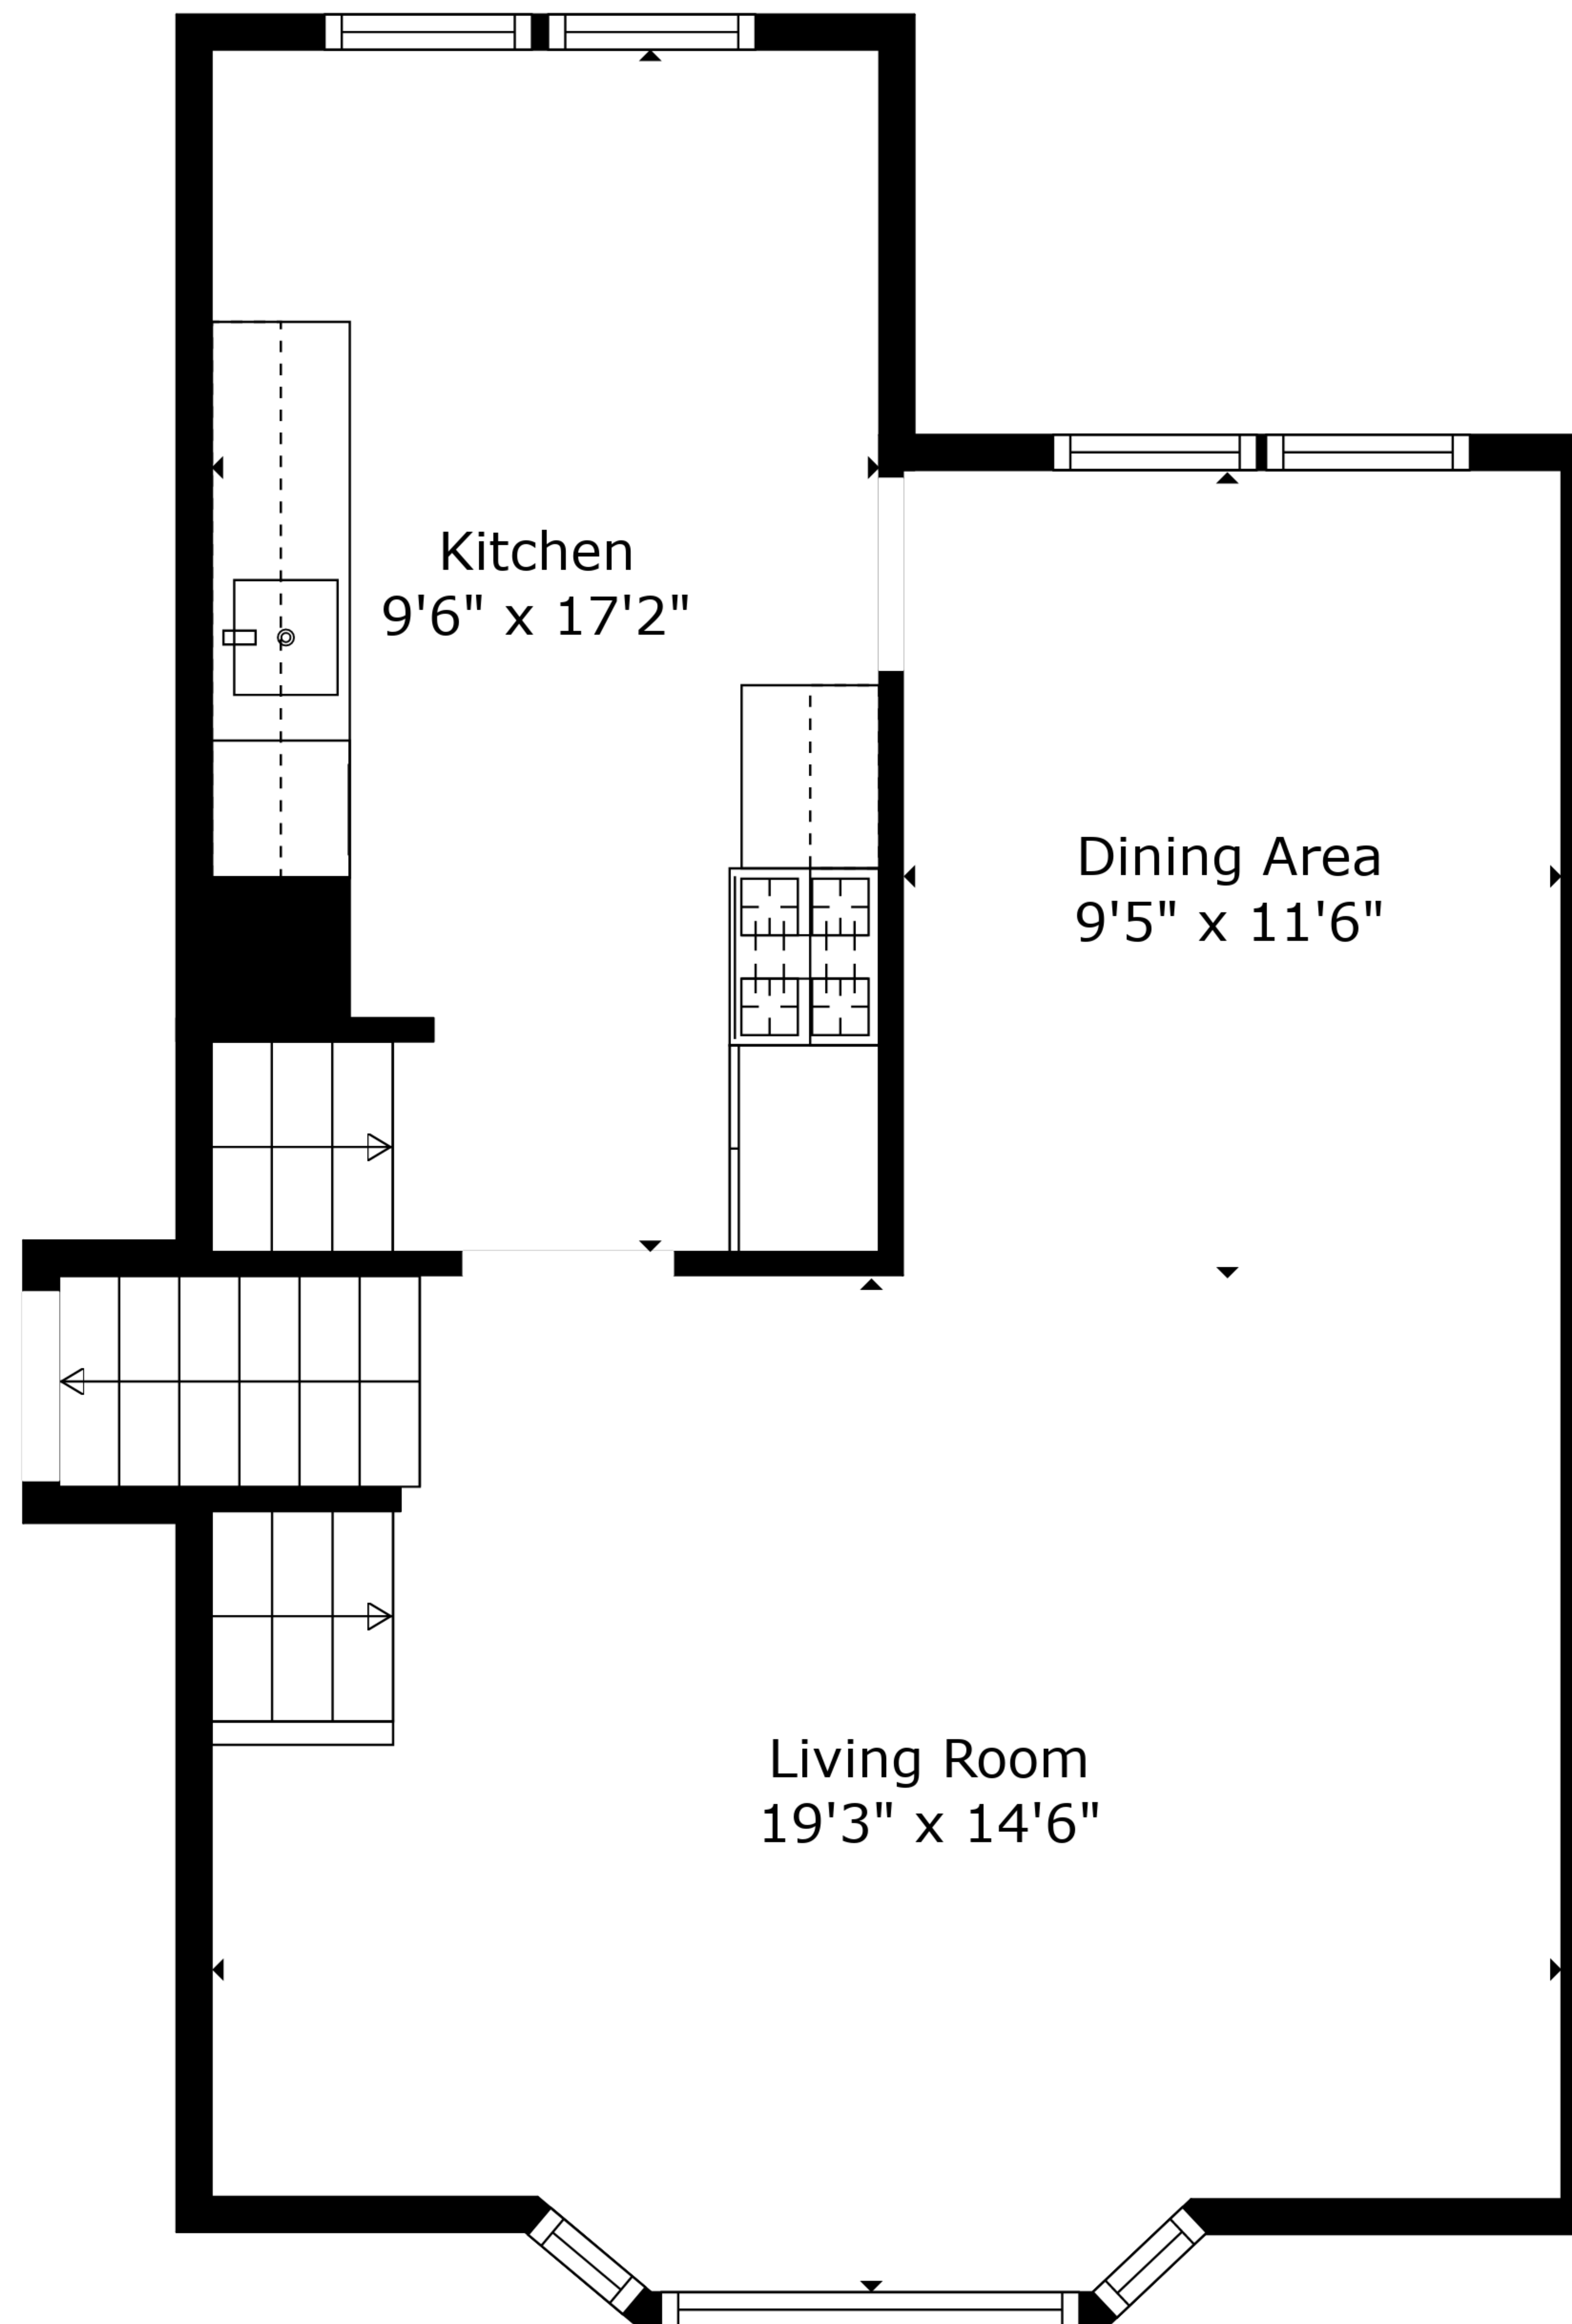 Kitchen
9'6" x 17'2"
Dining Area
9'5" x 11'6"
Living Room
19'3" x 14'6"